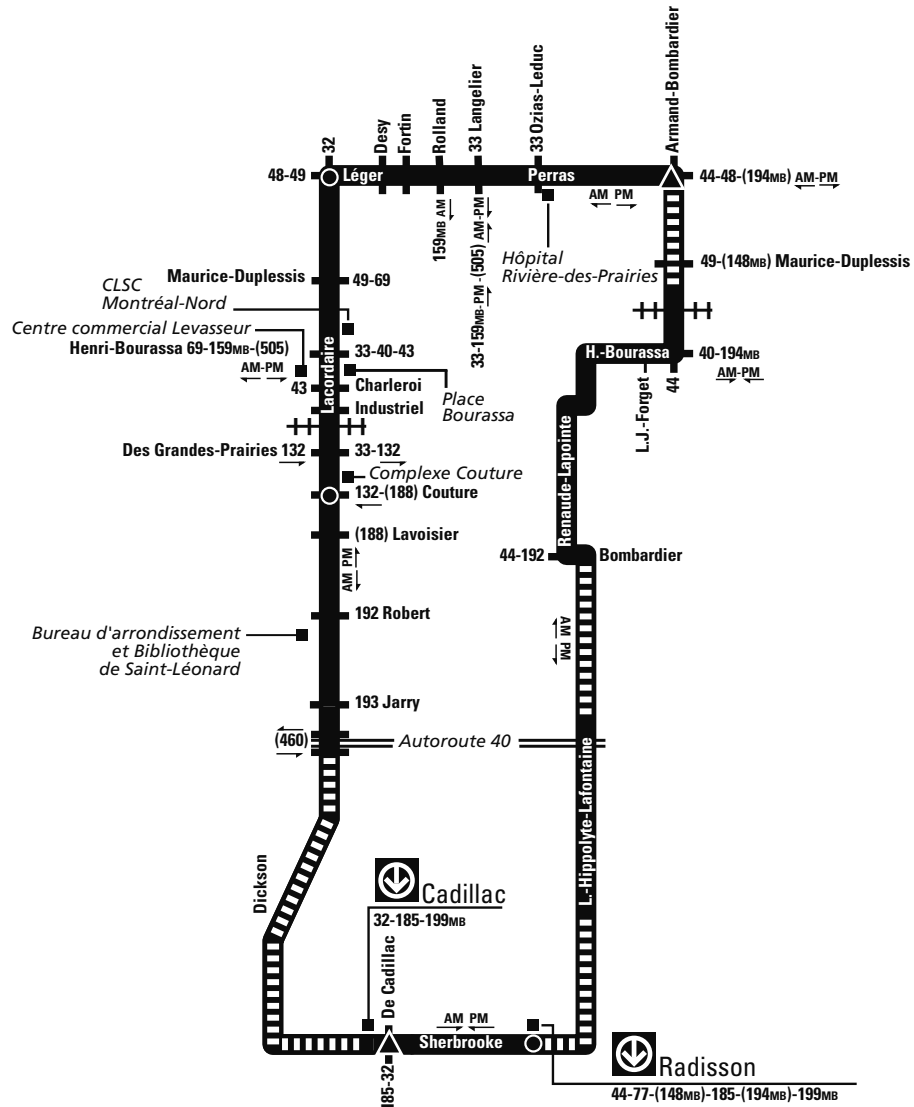 32
Desy
Fortin
Rolland
33 Langelier
33 Ozias-Leduc
Armand-Bombardier
48-49
Léger
Perras
44-48-(194MB) AM-PM
AM PM
159MB AM
33-159MB-PM -(505) AM-PM
Hôpital
Rivière-des-Prairies
Maurice-Duplessis
49-69
49-(148MB) Maurice-Duplessis
CLSC
Montréal-Nord
Centre commercial Levasseur
Henri-Bourassa 69-159MB-(505)
AM-PM
33-40-43
H.-Bourassa
40-194MB
AM-PM
44
L.J.-Forget
Lacordaire
43
Charleroi
Industriel
Place
Bourassa
Des Grandes-Prairies 132
33-132
Complexe Couture
132-(188) Couture
Renaude-Lapointe
(188) Lavoisier
AM PM
44-192
Bombardier
192 Robert
AM PM
Bureau d'arrondissement
et Bibliothèque
de Saint-Léonard
193 Jarry
(460)
Autoroute 40
L.-Hippolyte-Lafontaine
Dickson
Cadillac
32-185-199MB
De Cadillac
AM PM
Sherbrooke
185-32
Radisson
44-77-(148MB)-185-(194MB)-199MB